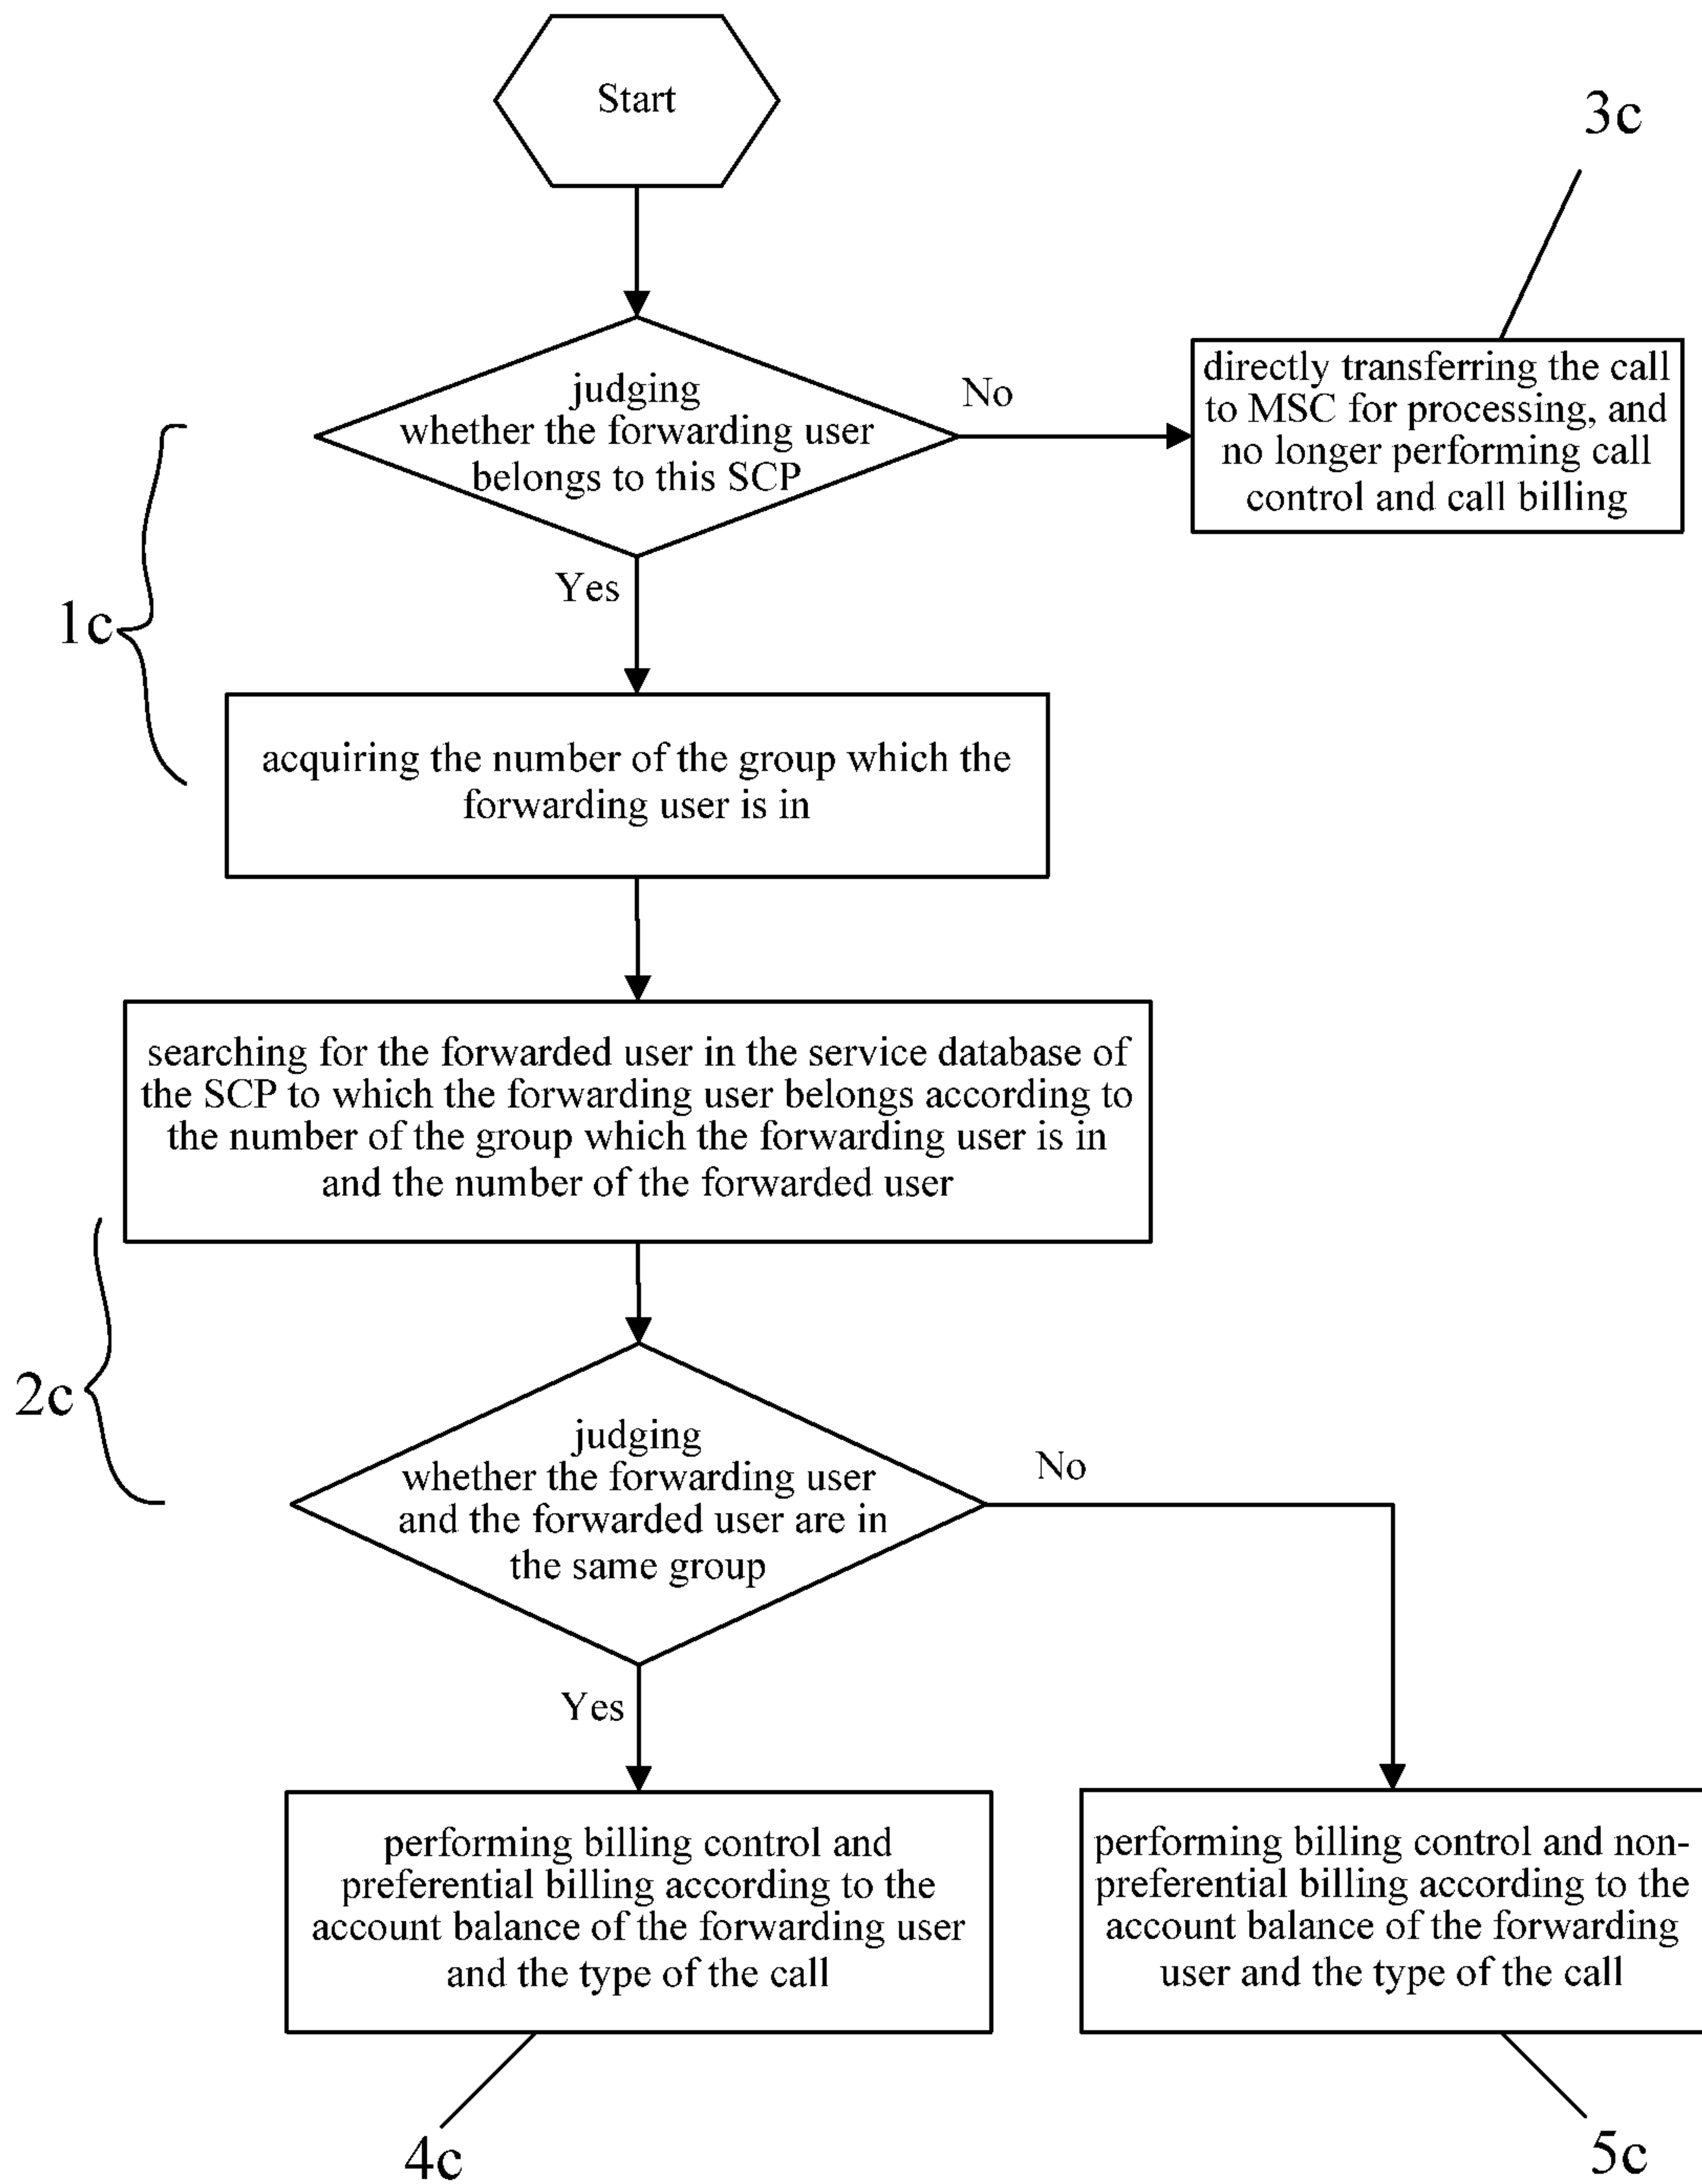 Start
3c
judging
whether the forwarding user
belongs to this SCP
No
directly transferring the call
to MSC for processing, and
no longer performing call
control and call billing
Yes
1c
acquiring the number of the group which the
forwarding user is in
searching for the forwarded user in the service database of
the SCP to which the forwarding user belongs according to
the number of the group which the forwarding user is in
and the number of the forwarded user
2c
judging
whether the forwarding user
and the forwarded user are in
the same group
No
Yes
performing billing control and
preferential billing according to the
account balance of the forwarding user
and the type of the call
performing billing control and non-
preferential billing according to the
account balance of the forwarding
user and the type of the call
4c
5c